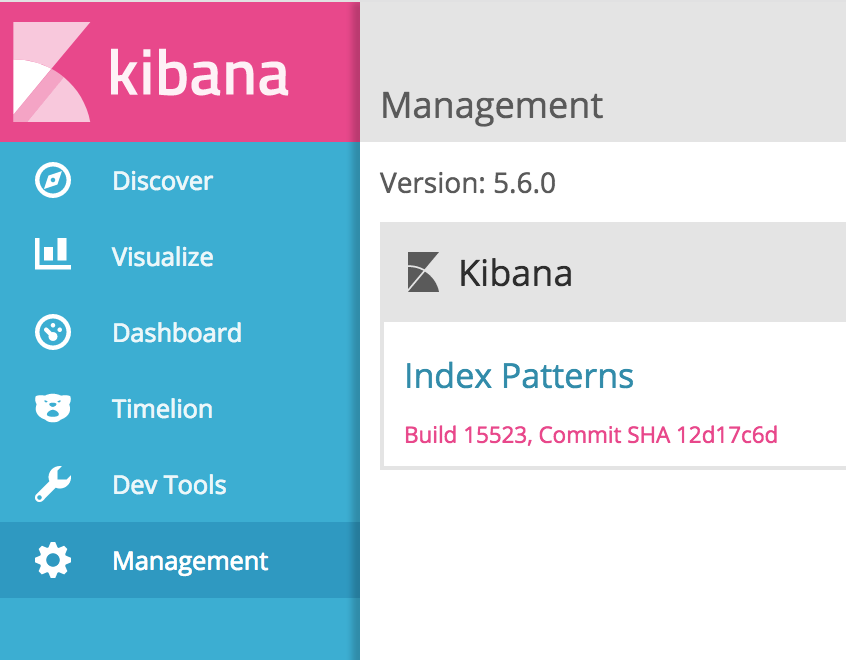 kibana
Discover
Visualize
Dashboard
Timelion
Dev Tools
Management
Management
Version: 5.6.0
Kibana
Index Patterns
Build 15523, Commit SHA 12d17c6d